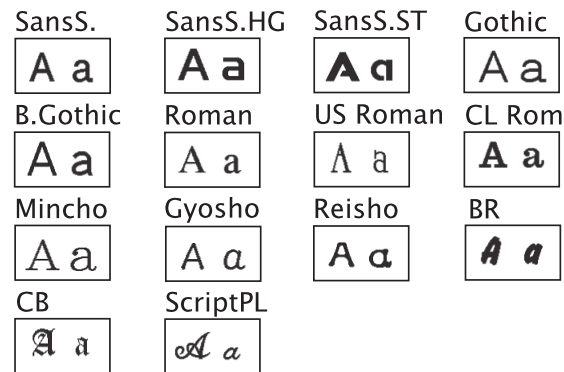 SansS. SansS.HG SansS.ST Gothic
A a A a A a A a
B.Gothic Roman US Roman CL Rom
A a A a A a A a
Mincho Gyosho Reisho BR
A a A a A a A a
CB ScriptPL
A a A a